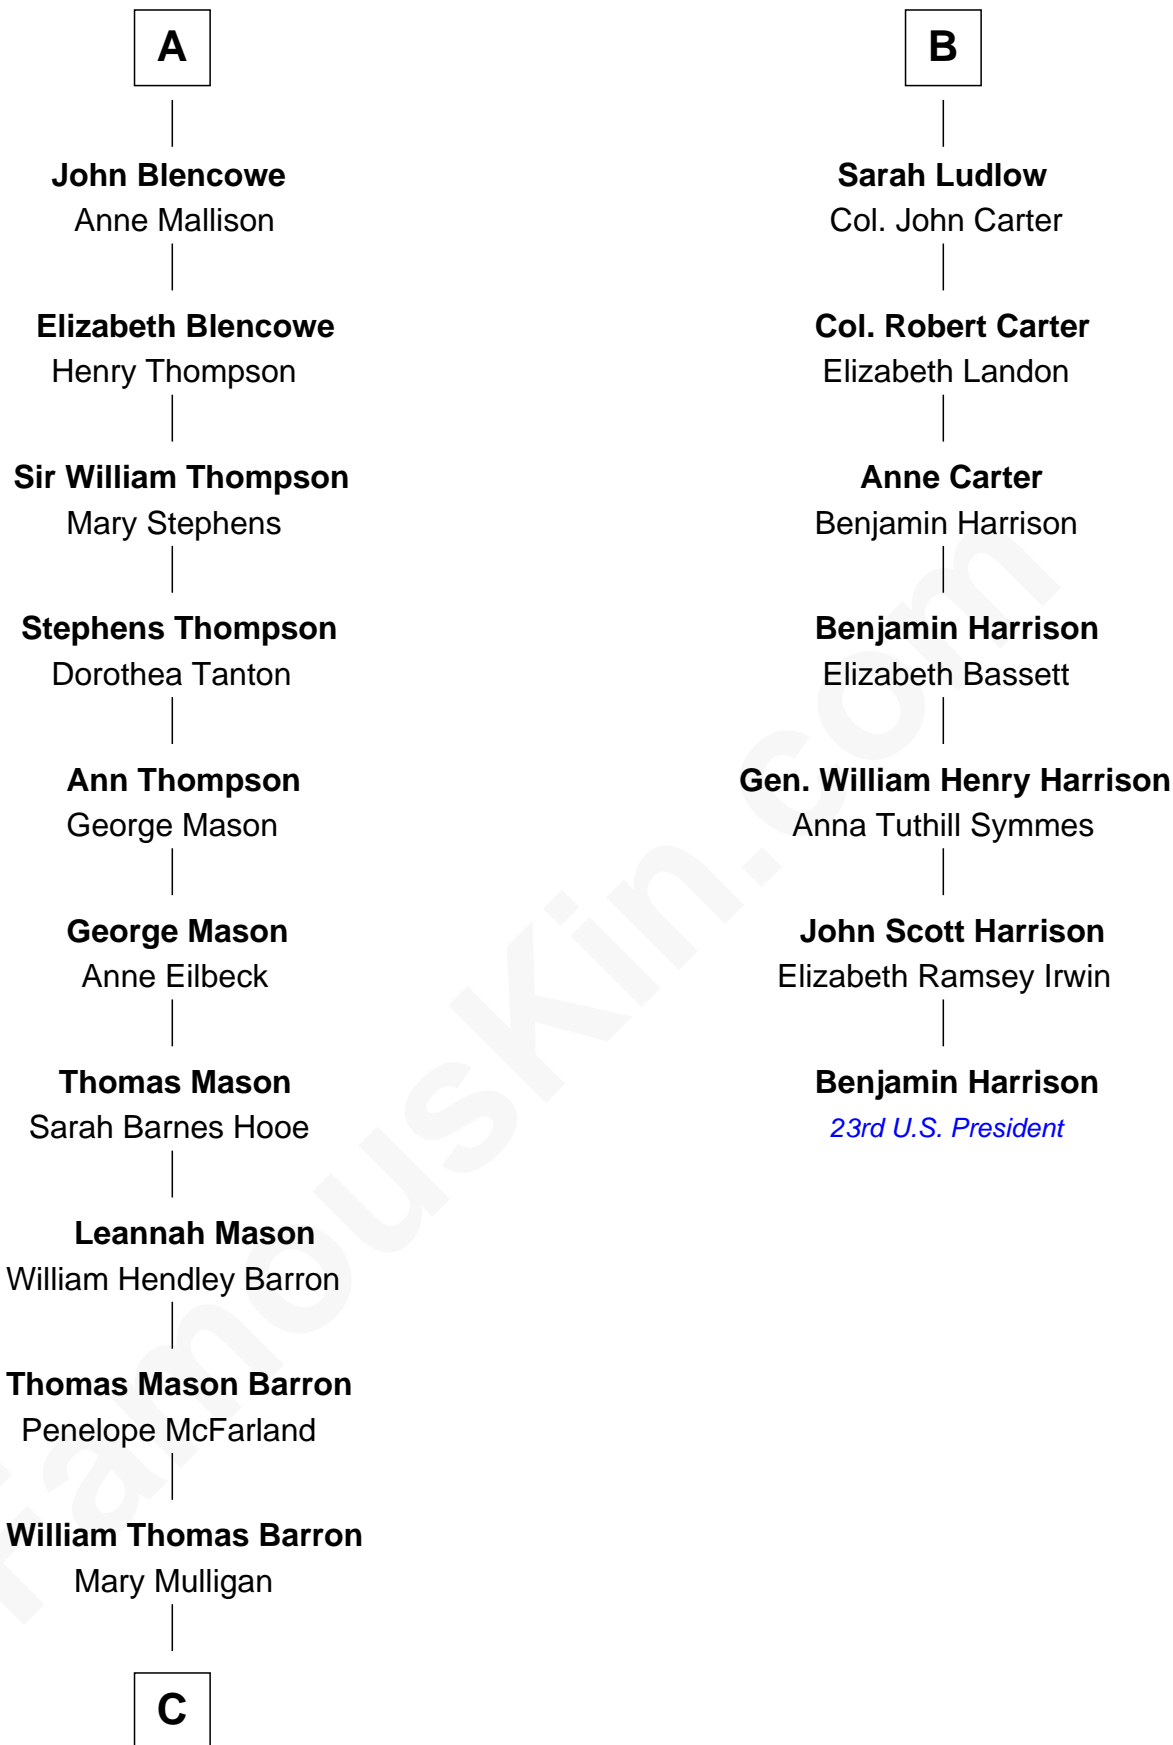 A
John Blencowe
Anne Mallison
Elizabeth Blencowe
Henry Thompson
Sir William Thompson
Mary Stephens
Stephens Thompson
Dorothea Tanton
Ann Thompson
George Mason
George Mason
Anne Eilbeck
Thomas Mason
Sarah Barnes Hooe
Leannah Mason
William Hendley Barron
Thomas Mason Barron
Penelope McFarland
William Thomas Barron
Mary Mulligan
C
B
Sarah Ludlow
Col. John Carter
Col. Robert Carter
Elizabeth Landon
Anne Carter
Benjamin Harrison
Benjamin Harrison
Elizabeth Bassett
Gen. William Henry Harrison
Anna Tuthill Symmes
John Scott Harrison
Elizabeth Ramsey Irwin
Benjamin Harrison
23rd U.S. President
FamousKin.com